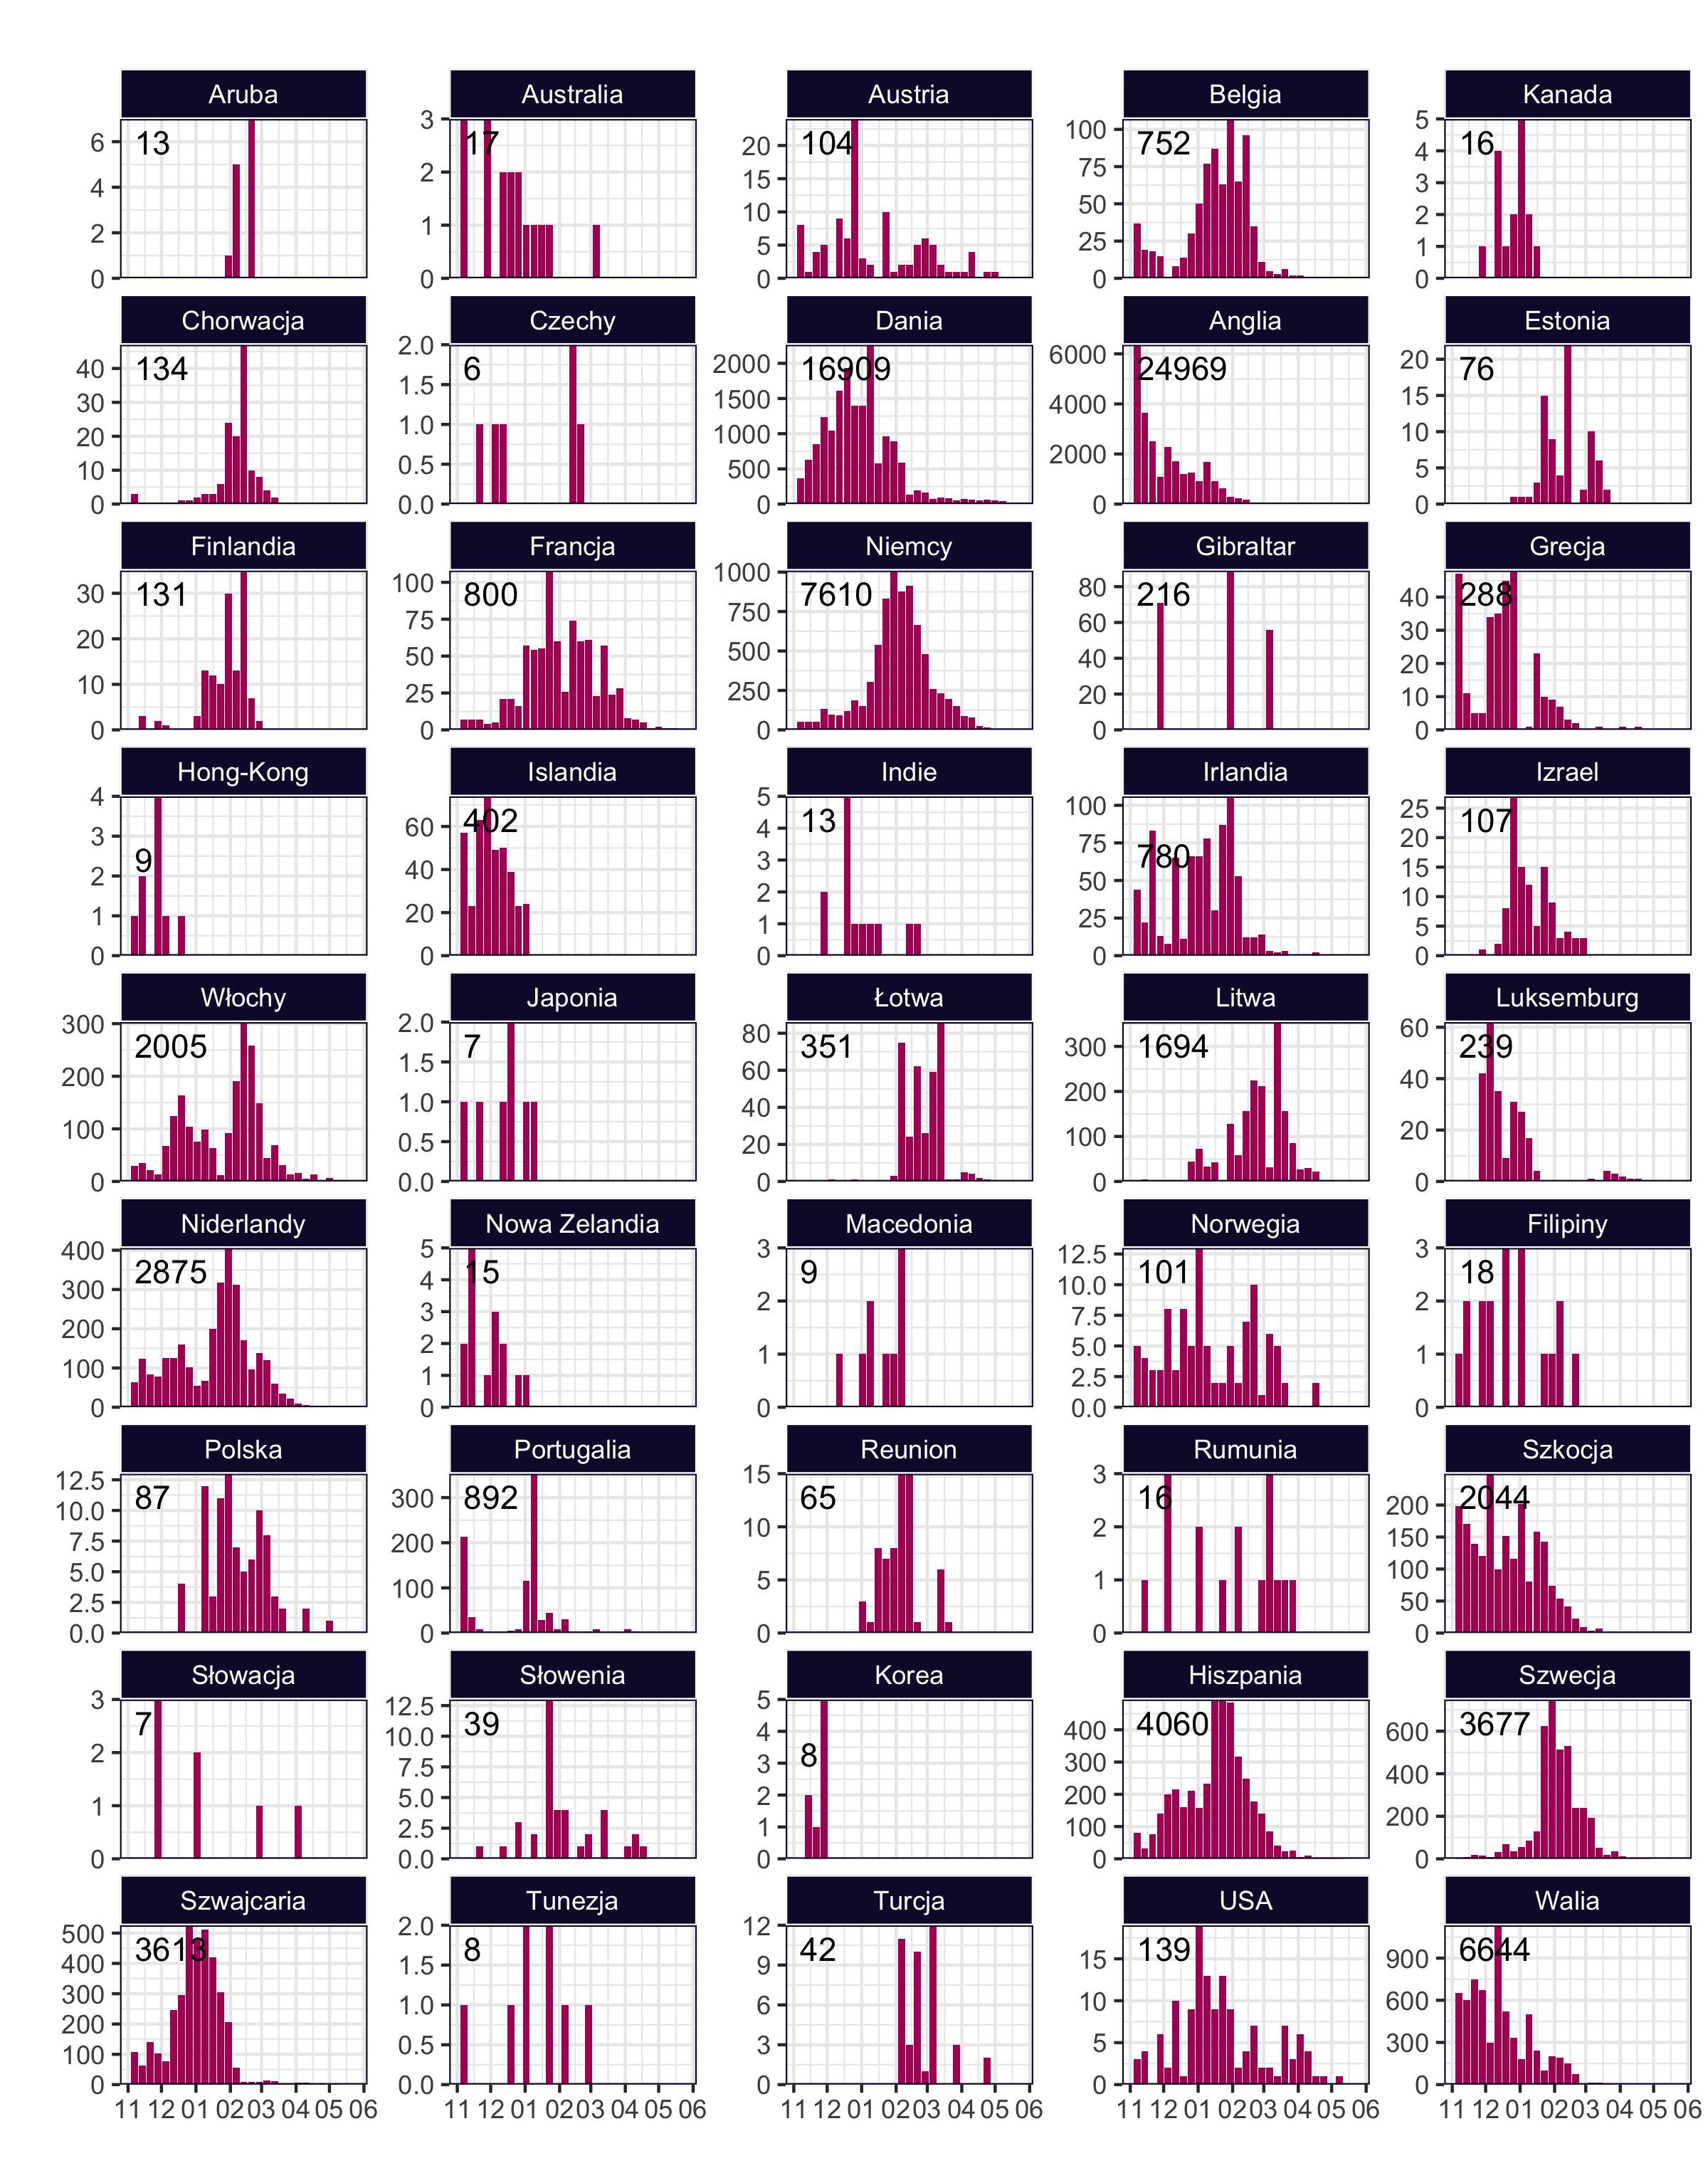 Aruba Australia Austria Belgia Kanada
13 17 104 752 16
6 4 2 0
3 2 1 0
20 15 10 5 0
100 75 50 25 0
5 4 3 2 1 0
Chorwacja Czechy Dania Anglia Estonia
134 6 16909 24969 76
40 30 20 10 0
2.0 1.5 1.0 0.5 0.0
2000 1500 1000 500 0
6000 4000 2000 0
20 15 10 5 0
Finlandia Francja Niemcy Gibraltar Grecja
131 800 7610 216 288
30 20 10 0
100 75 50 25 0
1000 750 500 250 0
80 60 40 20 0
40 30 20 10 0
Hong-Kong Islandia Indie Irlandia Izrael
9 402 13 780 107
4 3 2 1 0
60 40 20 0
5 4 3 2 1 0
100 75 50 25 0
25 20 15 10 5 0
Włochy Japonia Łotwa Litwa Luksemburg
2005 7 351 1694 239
300 200 100 0
2.0 1.5 1.0 0.5 0.0
80 60 40 20 0
300 200 100 0
60 40 20 0
Niderlandy Nowa Zelandia Macedonia Norwegia Filipiny
2875 15 9 101 18
400 300 200 100 0
5 4 3 2 1 0
3 2 1 0
12.5 10.0 7.5 5.0 2.5 0.0
3 2 1 0
Polska Portugalia Reunion Rumunia Szkocja
87 892 65 16 2044
12.5 10.0 7.5 5.0 2.5 0.0
300 200 100 0
15 10 5 0
3 2 1 0
200 150 100 50 0
Słowacja Słowenia Korea Hiszpania Szwecja
7 39 8 4060 3677
3 2 1 0
12.5 10.0 7.5 5.0 2.5 0.0
5 4 3 2 1 0
400 300 200 100 0
600 400 200 0
Szwajcaria Tunezja Turcja USA Walia
3613 8 42 139 6644
500 400 300 200 100 0
2.0 1.5 1.0 0.5 0.0
12 9 6 3 0
15 10 5 0
900 600 300 0
11 12 01 02 03 04 05 06
11 12 01 02 03 04 05 06
11 12 01 02 03 04 05 06
11 12 01 02 03 04 05 06
11 12 01 02 03 04 05 06